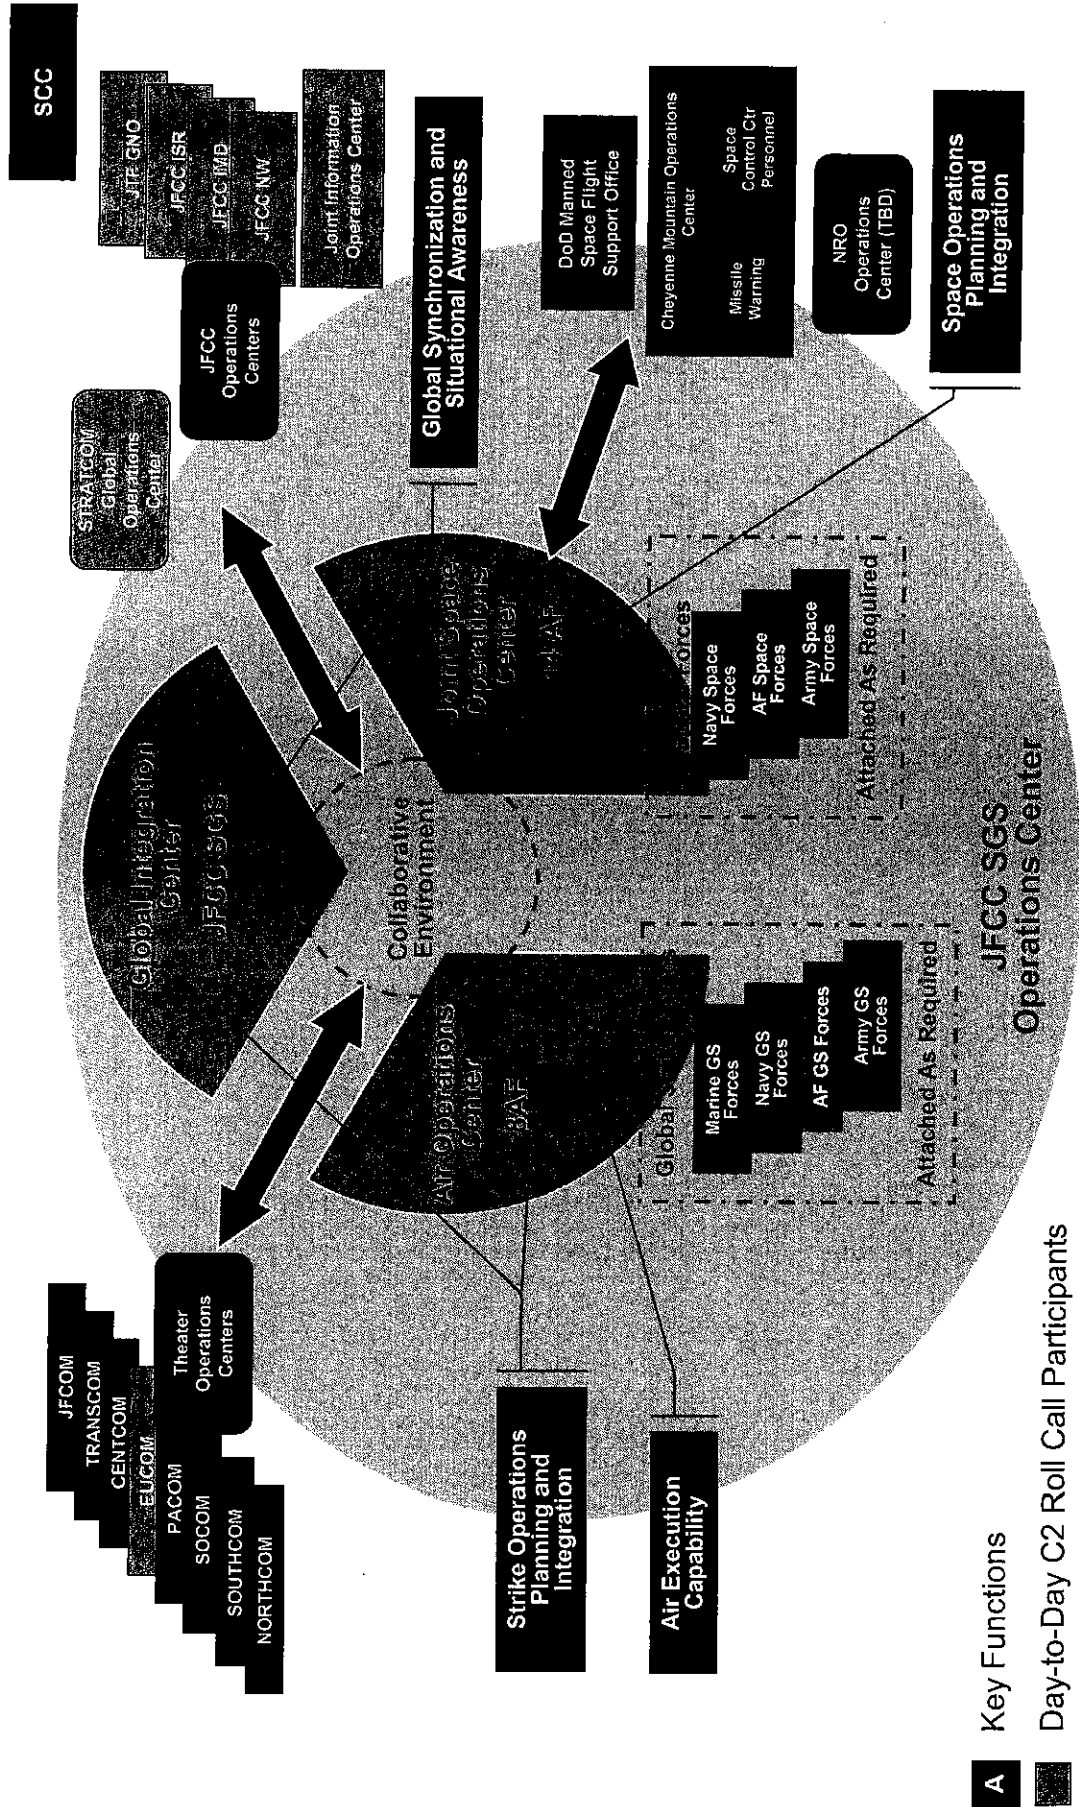 SCC
JTF GNO
JFCC ISR
JFCC IMD
JFCC NW
Joint Information
Operations Center
STRATCOM
Global
Operations
Center
JFCC
Operations
Centers
Global Synchronization and
Situational Awareness
DoD Manned
Space Flight
Support Office
Cheyenne Mountain Operations
Center
Missile
Warning
Space
Control Ctr
Personnel
NRO
Operations
Center (TBD)
Space Operations
Planning and
Integration
Global Integration
Center
JFCC SGS
Joint Space
Operations
Center
14AF
Collaborative
Environment
Air Operations
Center
8AF
Forces
Navy Space
Forces
AF Space
Forces
Army Space
Forces
Attached As Required
Global
Marine GS
Forces
Navy GS
Forces
AF GS Forces
Army GS
Forces
Attached As Required
JFCC SGS
Operations Center
JFCOM
TRANSCOM
CENTCOM
EUCOM
PACOM
SOCOM
SOUTHCOM
NORTHCOM
Theater
Operations
Centers
Strike Operations
Planning and
Integration
Air Execution
Capability
A Key Functions
Day-to-Day C2 Roll Call Participants